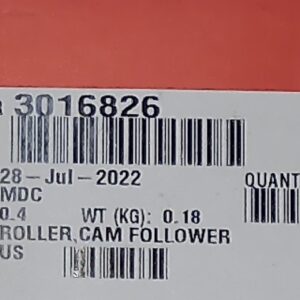 R 3016826
28-Jul-2022 QUANT
MDC
0.4 WT (KG): 0.18
ROLLER,CAM FOLLOWER
US